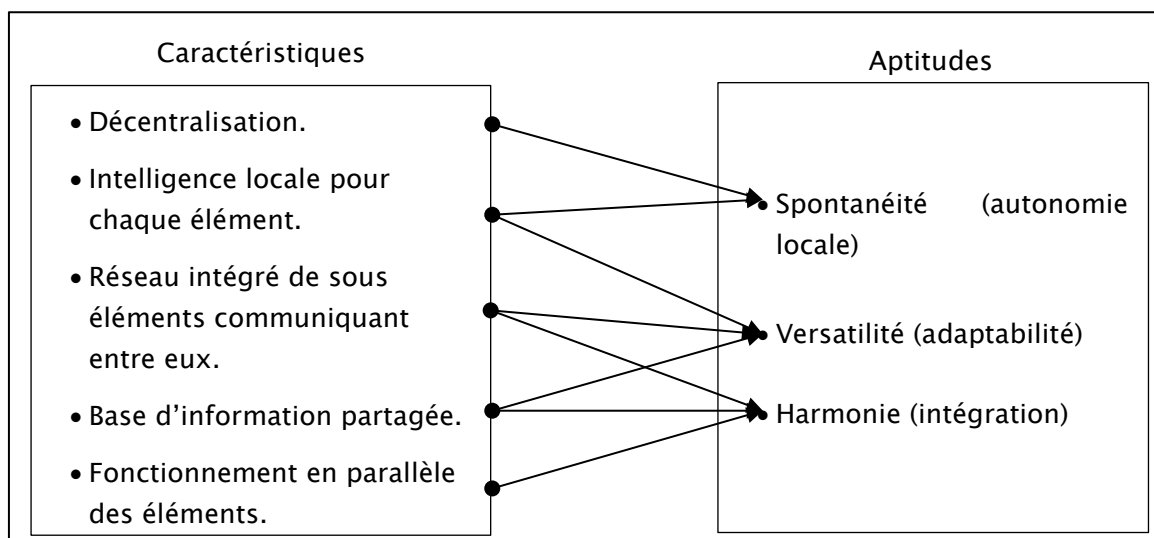 Caractéristiques
• Décentralisation.
• Intelligence locale pour
chaque élément.
• Réseau intégré de sous
éléments communiquant
entre eux.
• Base d’information partagée.
• Fonctionnement en parallèle
des éléments.
Aptitudes
• Spontanéité (autonomie
locale)
• Versatilité (adaptabilité)
• Harmonie (intégration)